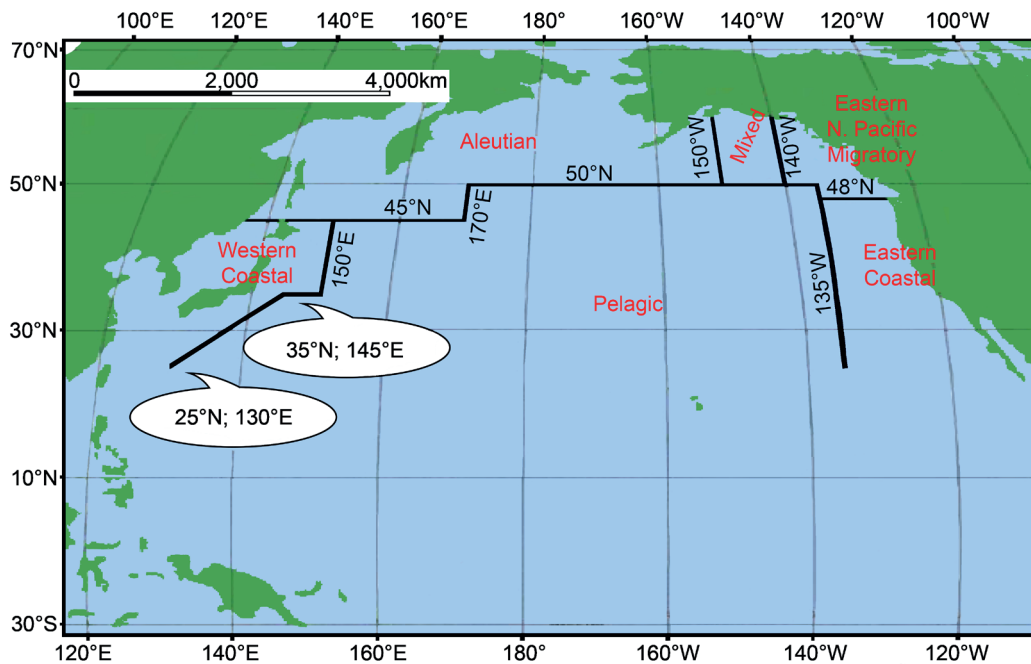 100°E 120°E 140°E 160°E 180° 160°W 140°W 120°W 100°W
70°N
0 2,000 4,000km
Eastern
N. Pacific
Migratory
Aleutian
150°W
Mixed
140°W
50°N
50°N
48°N
45°N
170°E
Western
Coastal
150°E
Eastern
Coastal
135°W
Pelagic
30°N
35°N; 145°E
25°N; 130°E
10°N
30°S
120°E 140°E 160°E 180° 160°W 140°W 120°W